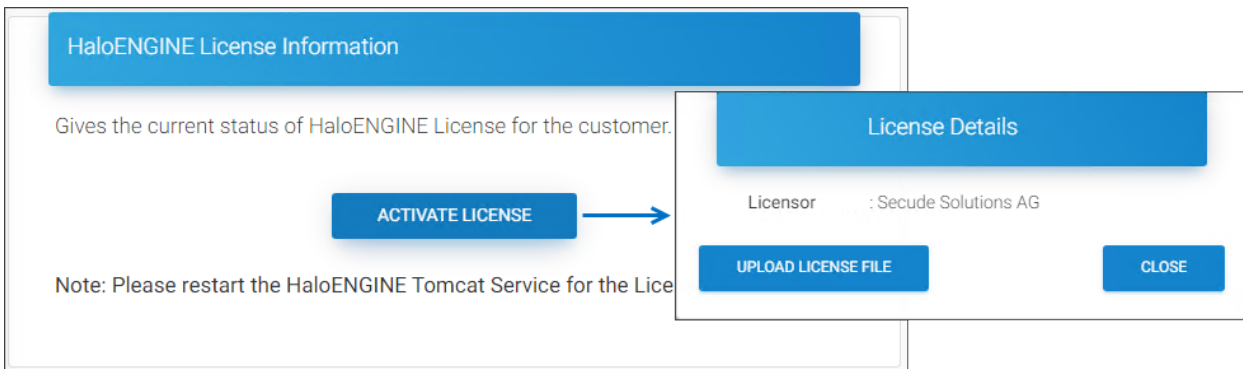 HaloENGINE License Information
Gives the current status of HaloENGINE License for the customer.
ACTIVATE LICENSE
Note: Please restart the HaloENGINE Tomcat Service for the
License Details
Licensor : Secude Solutions AG
UPLOAD LICENSE FILE
CLOSE